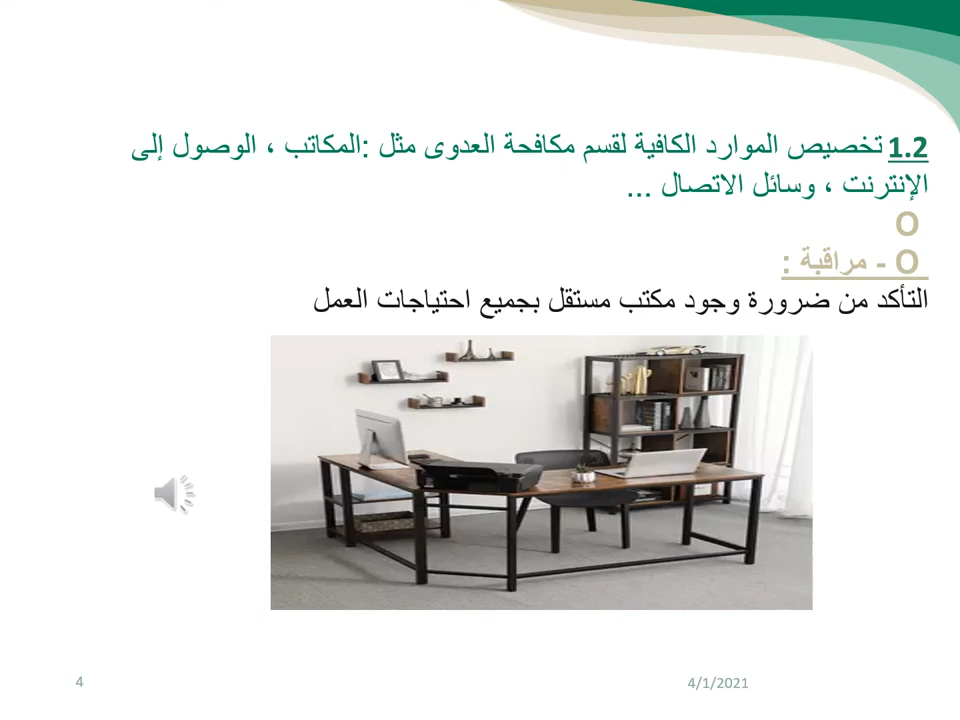 1.2 تخصيص الموارد الكافية لقسم مكافحة العدوى مثل :المكاتب ، الوصول إلى
الإنترنت ، وسائل الاتصال ...
O
O - مراقبة :
التأكد من ضرورة وجود مكتب مستقل بجميع احتياجات العمل
4/1/2021
4